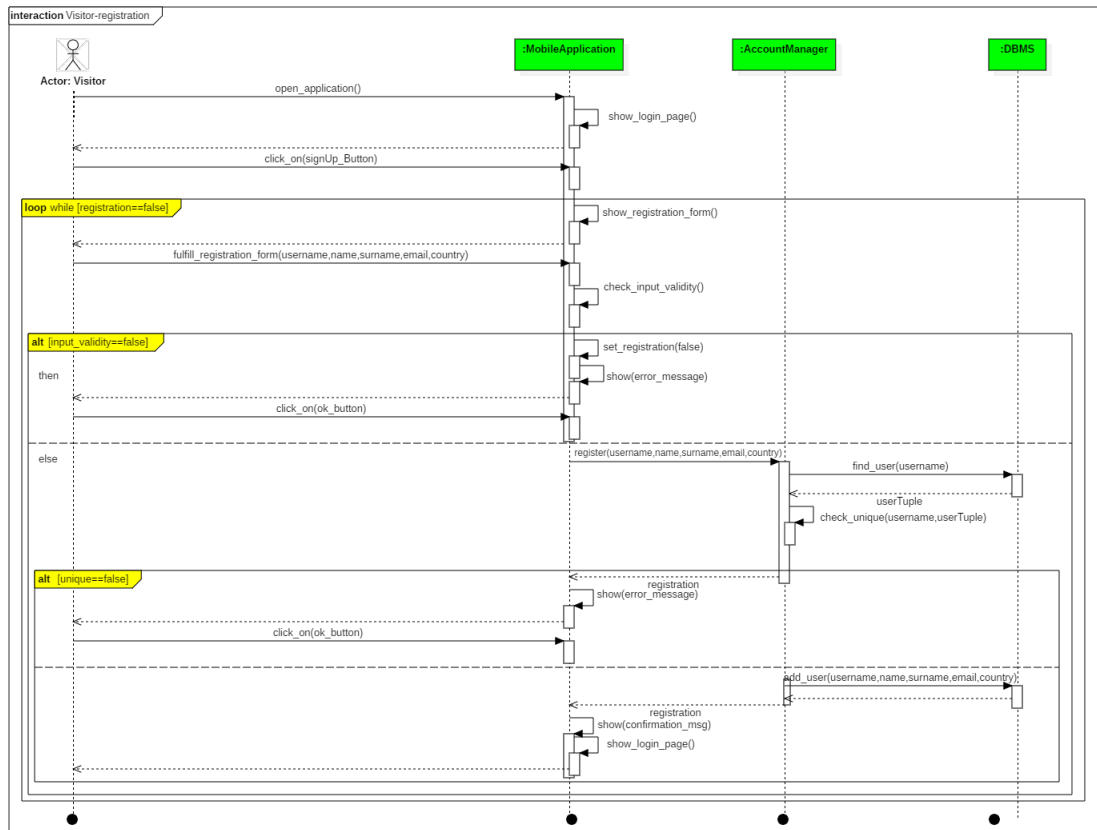 interaction Visitor-registration
:MobileApplication
:AccountManager
:DBMS
Actor: Visitor
open_application()
show_login_page()
click_on(signUp_Button)
loop while [registration==false]
show_registration_form()
fulfill_registration_form(username,name,surname,email,country)
check_input_validity()
alt [input_validity==false]
set_registration(false)
then
show(error_message)
click_on(ok_button)
else
register(username,name,surname,email,country)
find_user(username)
userTuple
check_unique(username,userTuple)
alt [unique==false]
registration
show(error_message)
click_on(ok_button)
add_user(username,name,surname,email,country)
registration
show(confirmation_msg)
show_login_page()